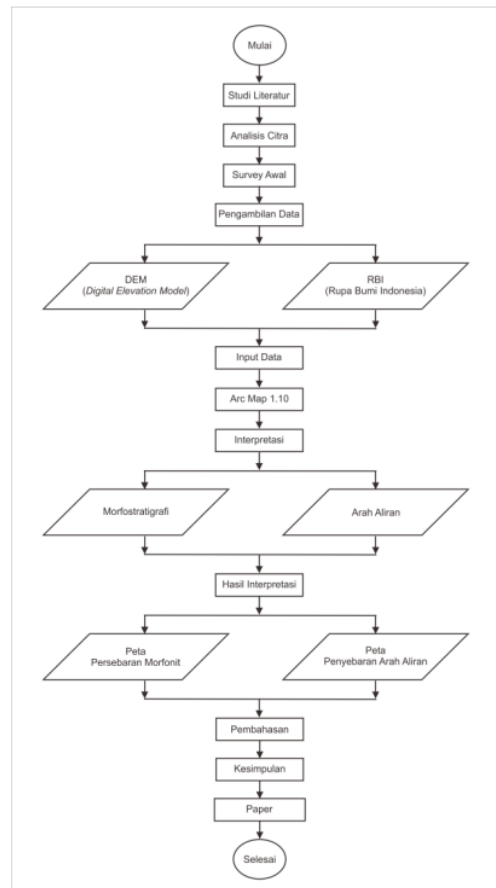 Mulai
Studi Literatur
Analisis Citra
Survey Awal
Pengambilan Data
DEM
(Digital Elevation Model)
RBI
(Rupa Bumi Indonesia)
Input Data
Arc Map 1.10
Interpretasi
Morfostratigrafi
Arah Aliran
Hasil Interpretasi
Peta
Persebaran Morfonit
Peta
Penyebaran Arah Aliran
Pembahasan
Kesimpulan
Paper
Selesai